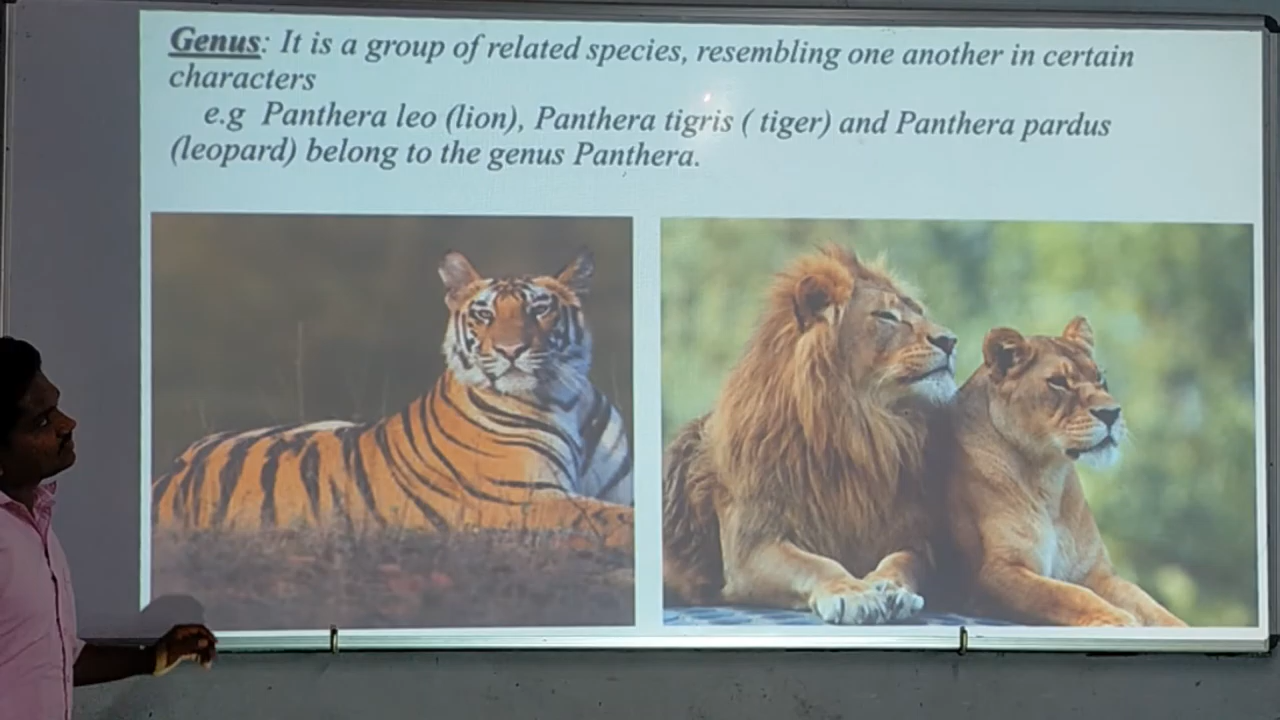 Genus: It is a group of related species, resembling one another in certain
characters
e.g Panthera leo (lion), Panthera tigris ( tiger) and Panthera pardus
(leopard) belong to the genus Panthera.